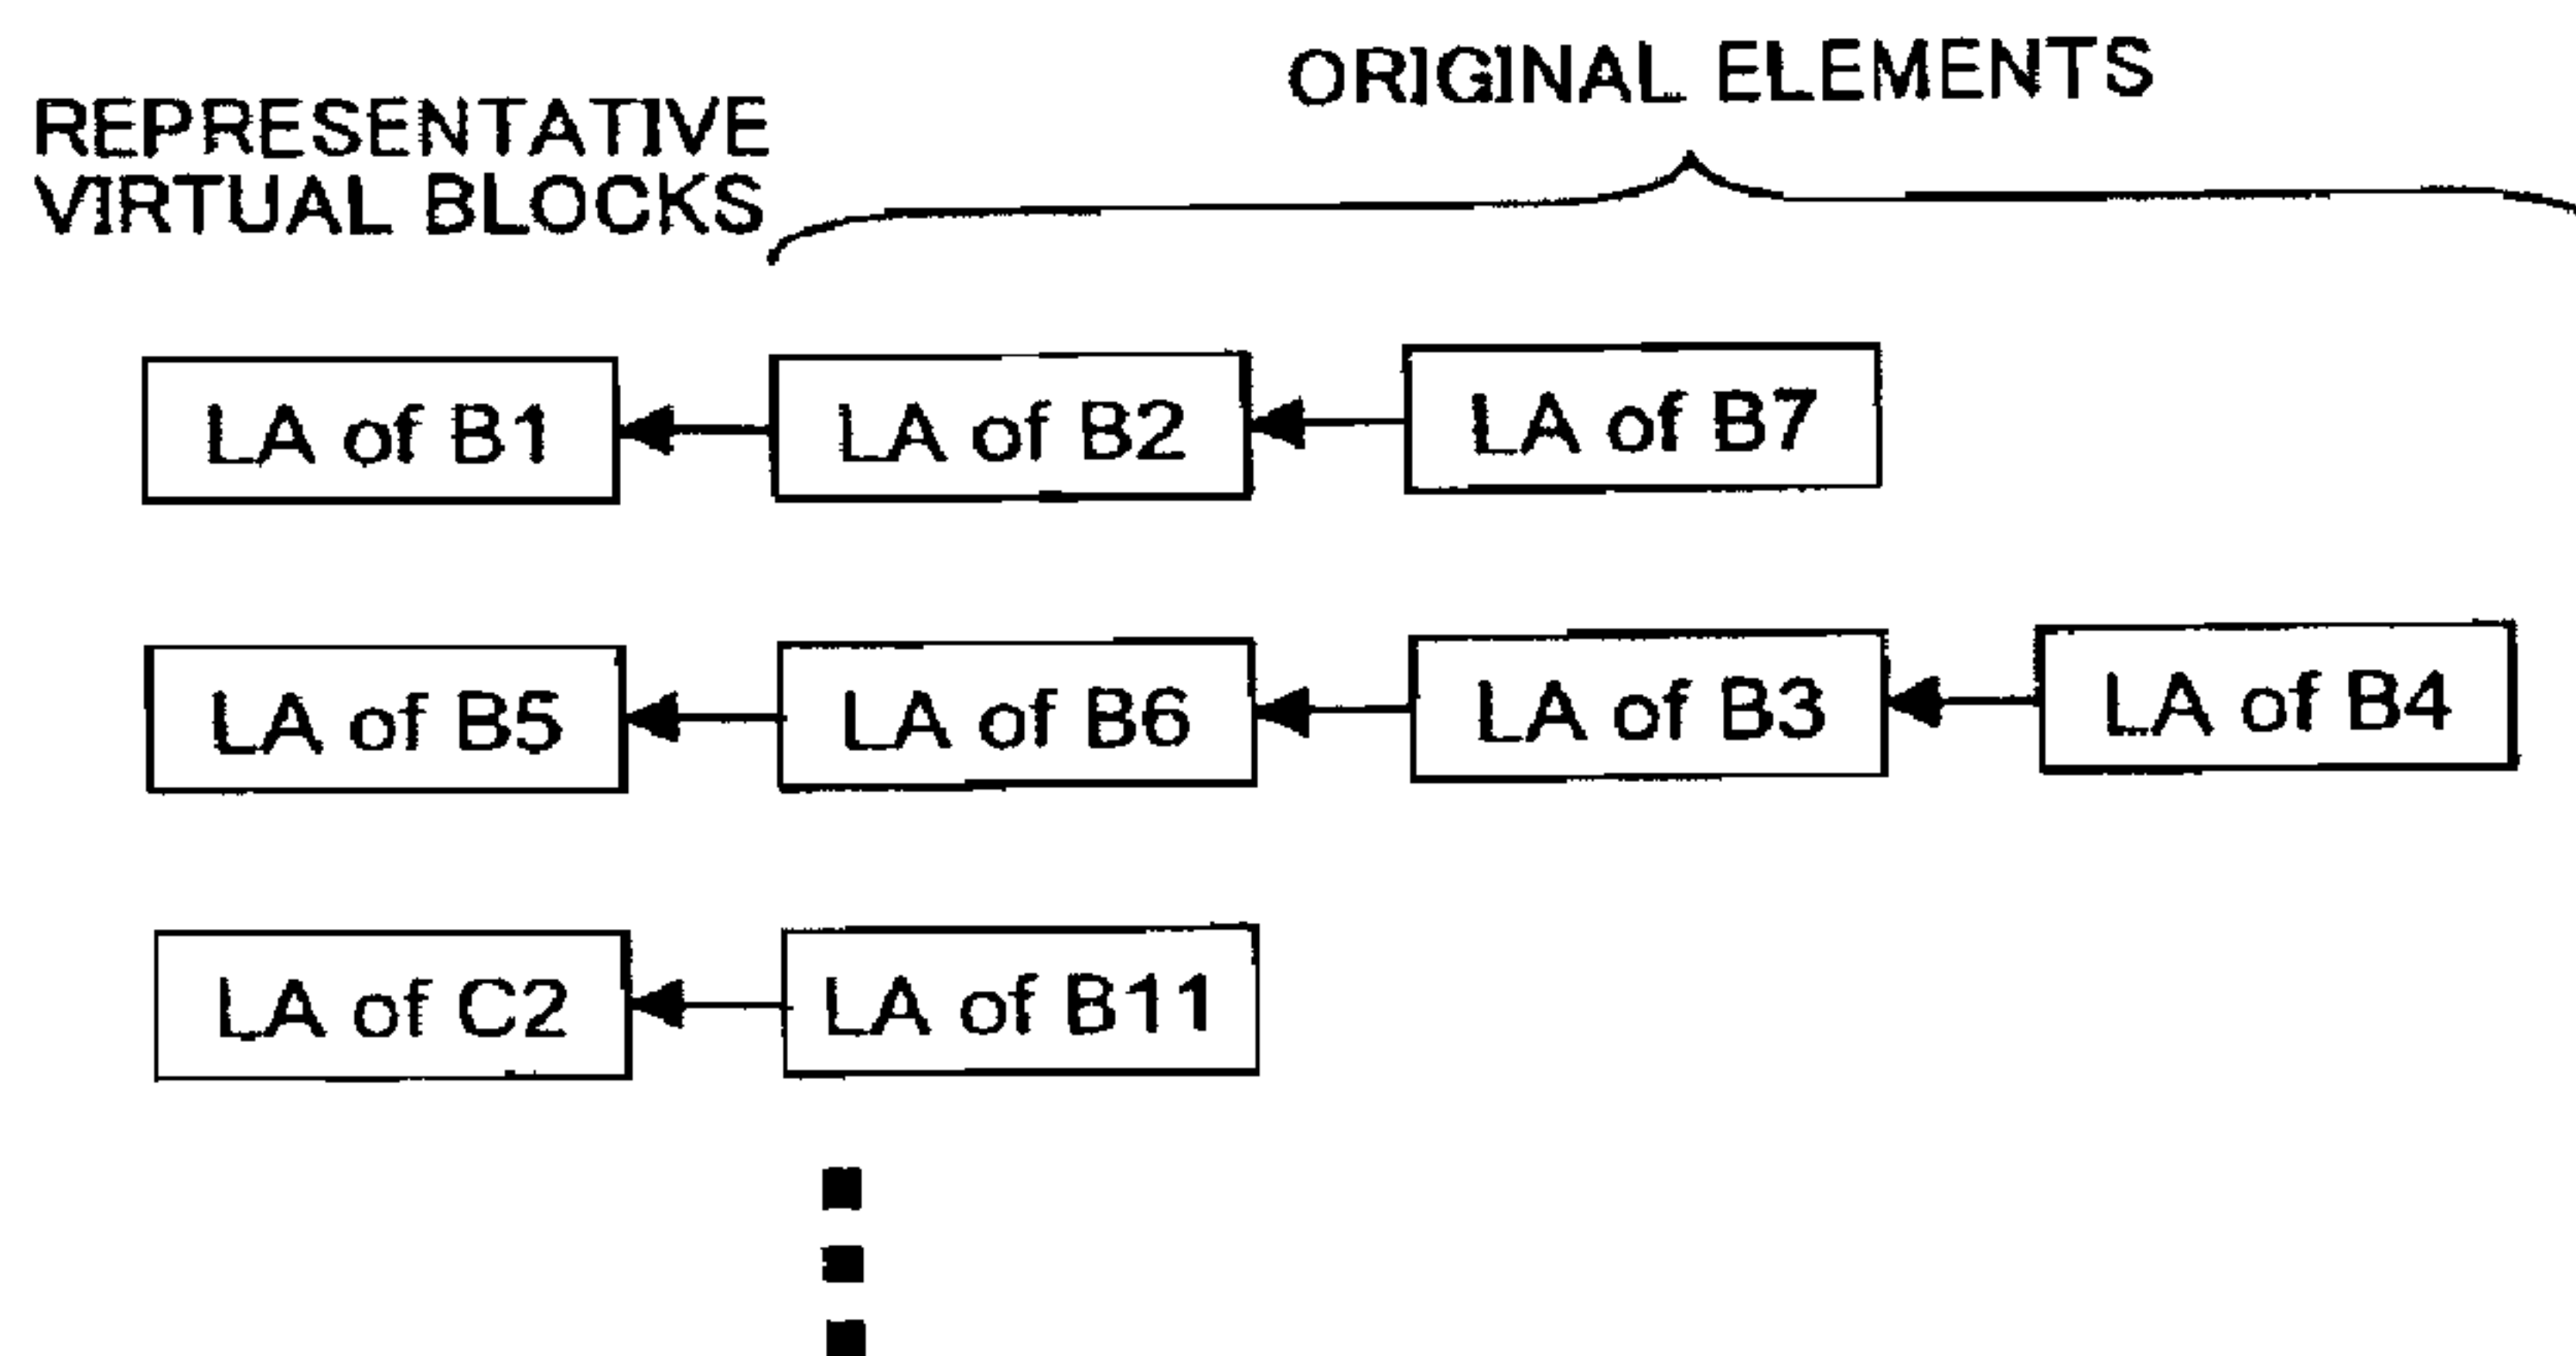 ORIGINAL ELEMENTS
REPRESENTATIVE
VIRTUAL BLOCKS
LA of B1
LA of B2
LA of B7
LA of B5
LA of B6
LA of B3
LA of B4
LA of C2
LA of B11